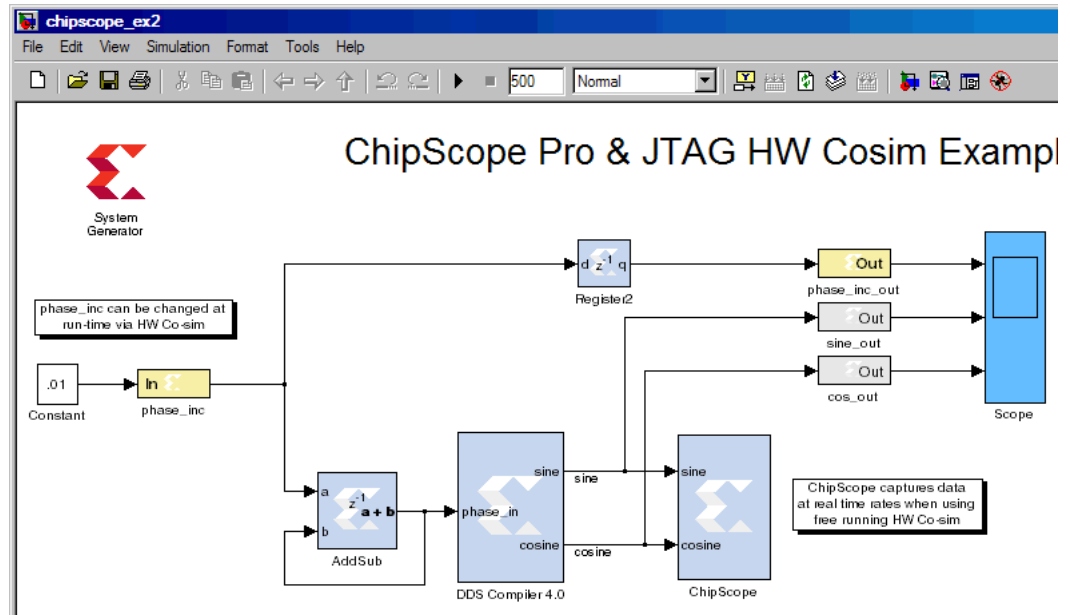 chipscope_ex2
File Edit View Simulation Format Tools Help
500 Normal
ChipScope Pro & JTAG HW Cosim Exampl
System
Generator
d z-1 q
Register2
Out
phase_inc_out
phase_inc can be changed at
run-time via HW Co-sim
Out
sine_out
.01
Constant
In
phase_inc
Out
cos_out
Scope
a
b
z-1
a + b
AddSub
phase_in
sine
cosine
DDS Compiler 4.0
sine
cosine
sine
cosine
ChipScope
ChipScope captures data
at real time rates when using
free running HW Co-sim